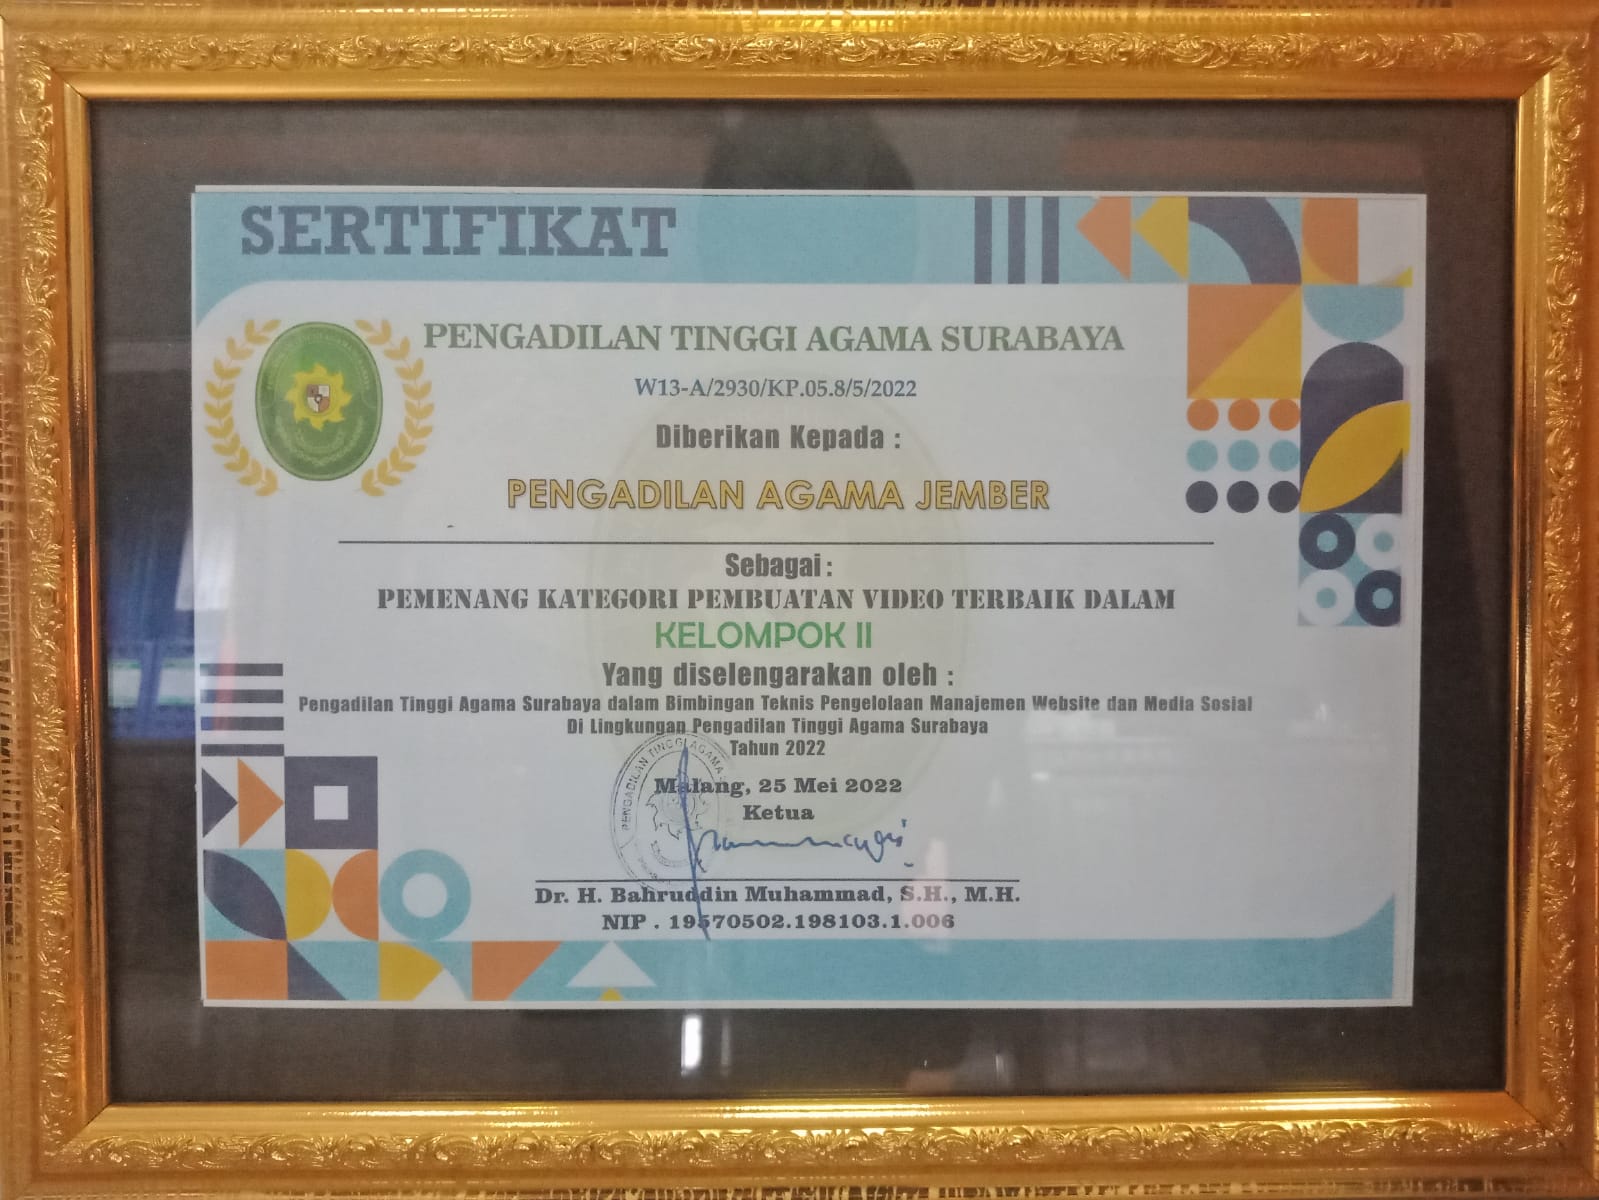 SERTIFIKAT
PENGADILAN TINGGI AGAMA SURABAYA
W13-A/2930/KP.05.8/5/2022
Diberikan Kepada :
PENGADILAN AGAMA JEMBER
Sebagai :
PEMENANG KATEGORI PEMBUATAN VIDEO TERBAIK DALAM
KELOMPOK II
Yang diselengarakan oleh :
Pengadilan Tinggi Agama Surabaya dalam Bimbingan Teknis Pengelolaan Manajemen Website dan Media Sosial
Di Lingkungan Pengadilan Tinggi Agama Surabaya
Tahun 2022
PENGADILAN TINGGI AGAMA
Malang, 25 Mei 2022
Ketua
Dr. H. Bahruddin Muhammad, S.H., M.H.
NIP . 19570502.198103.1.006